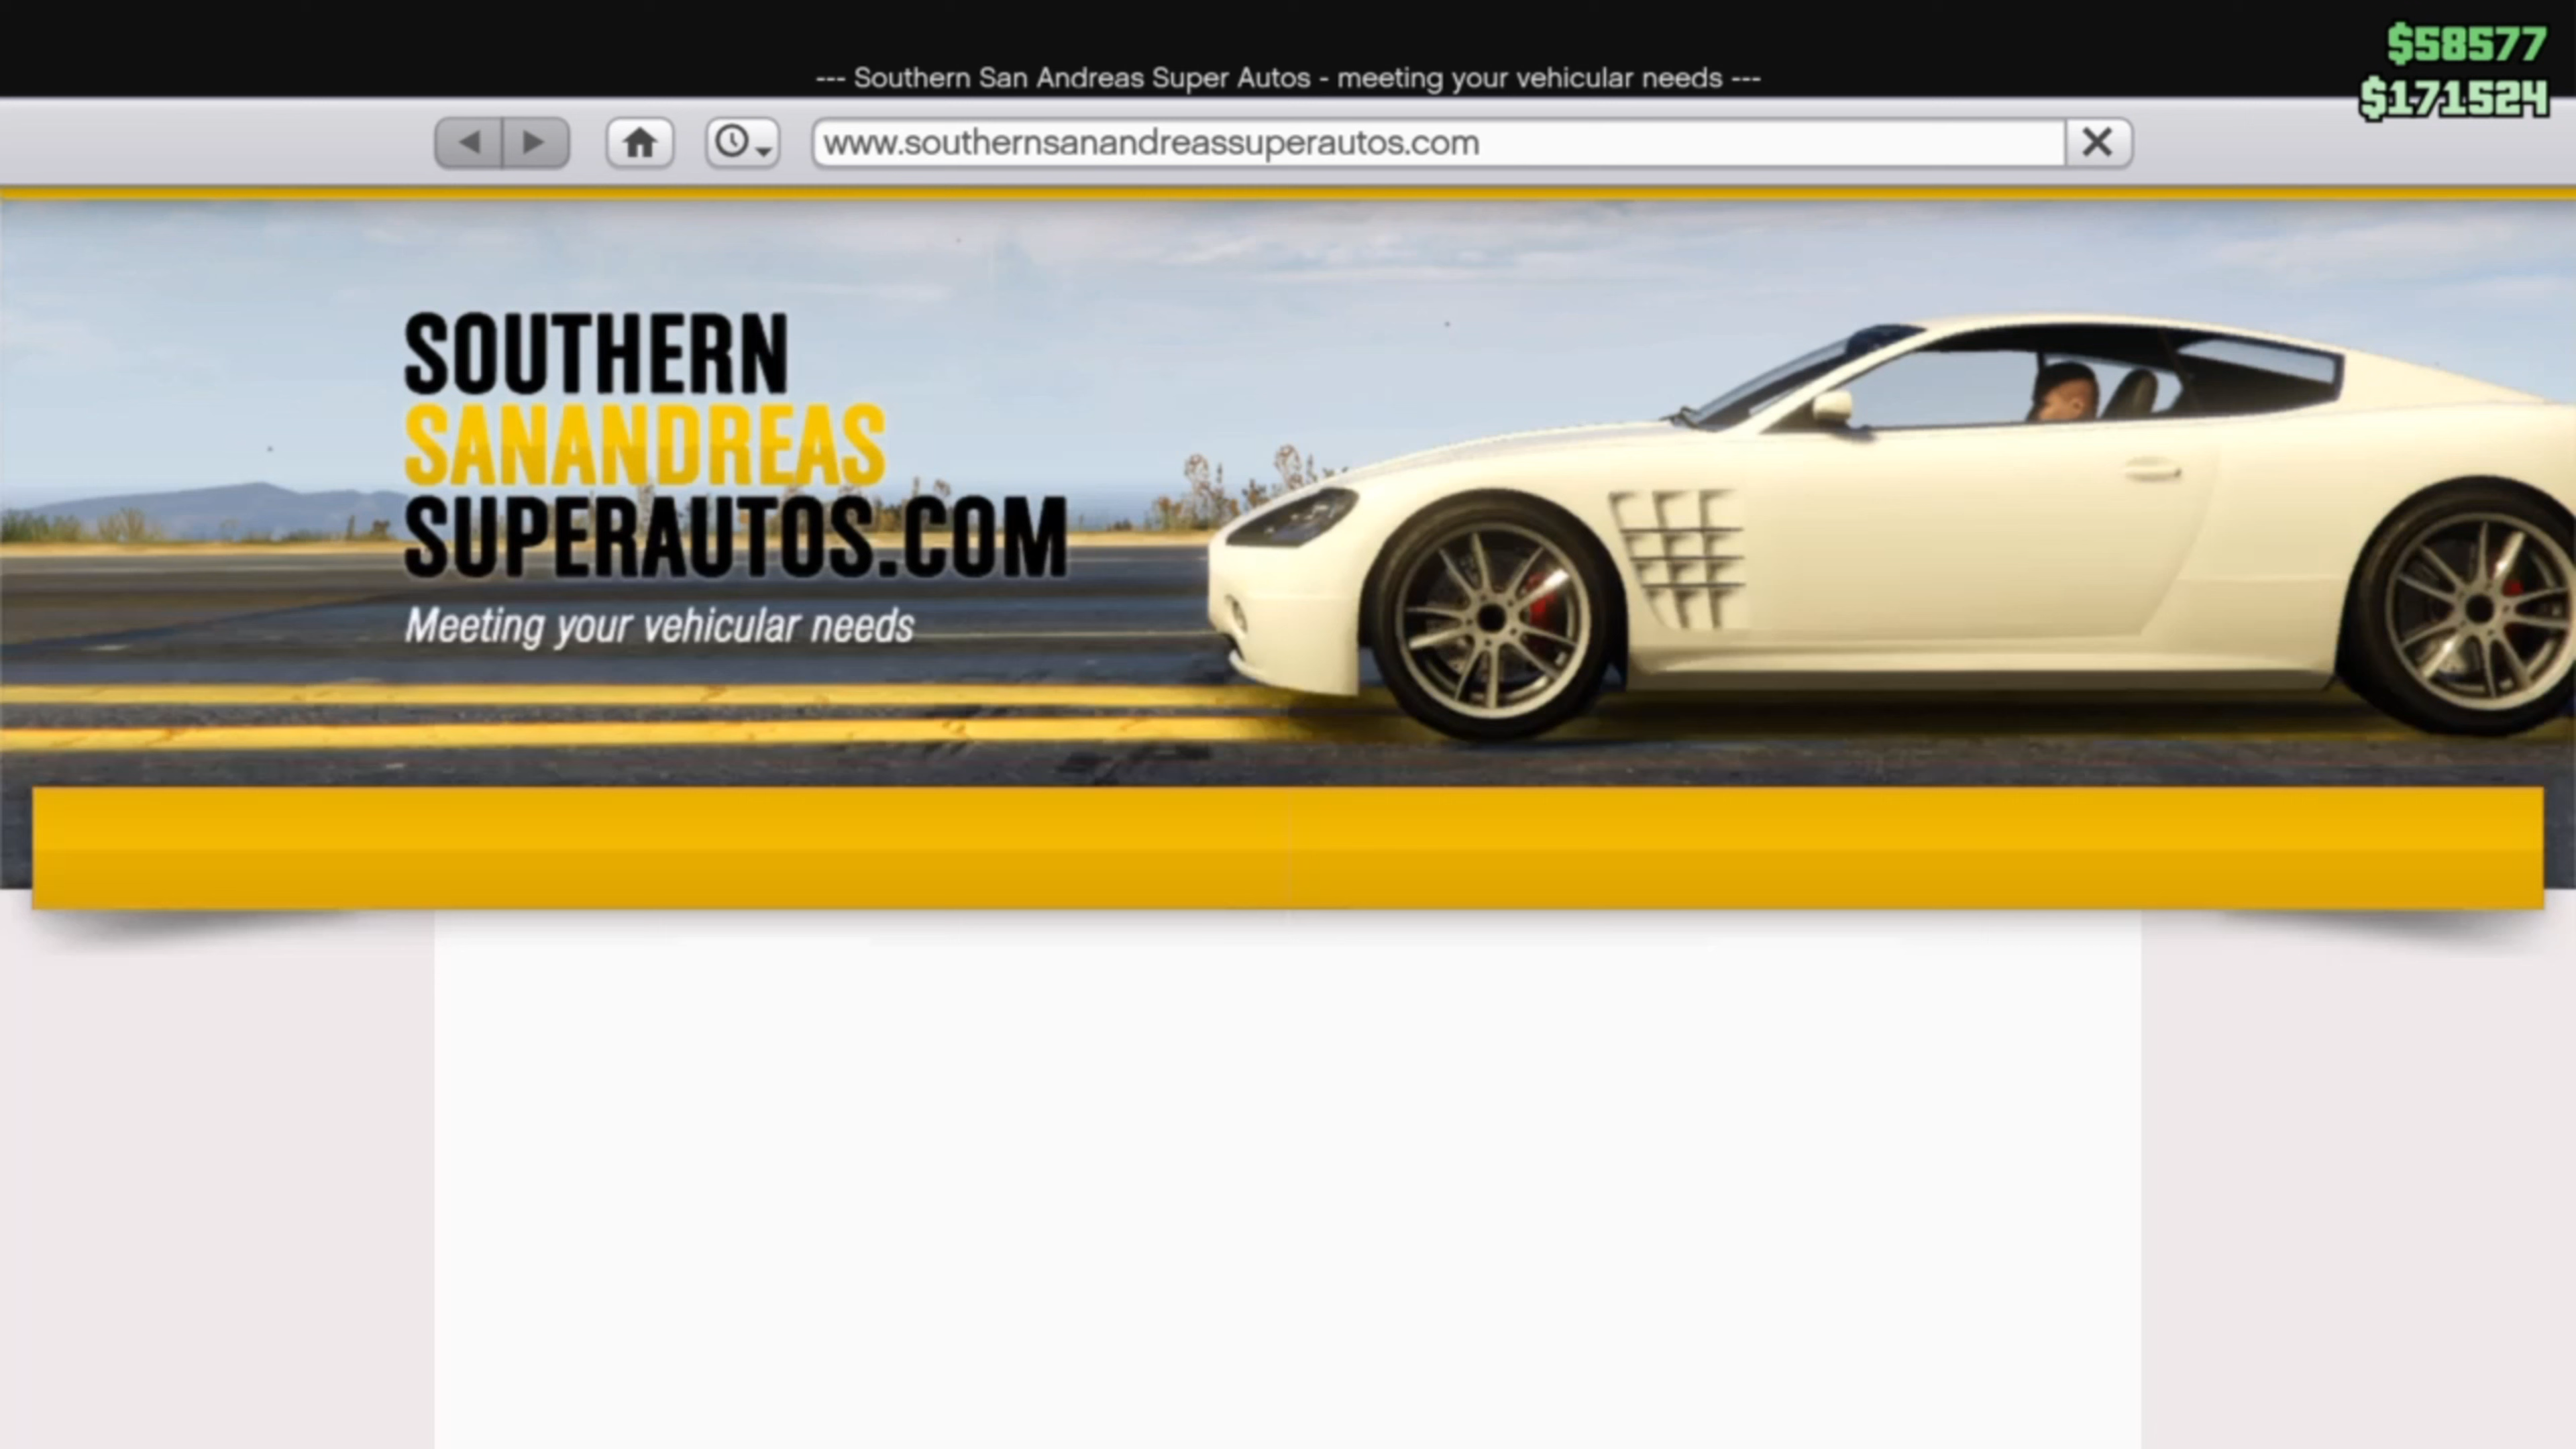 $58577
--- Southern San Andreas Super Autos - meeting your vehicular needs ---
$171524
www.southernsanandreassuperautos.com
SOUTHERN
SANANDREAS
SUPERAUTOS.COM
Meeting your vehicular needs